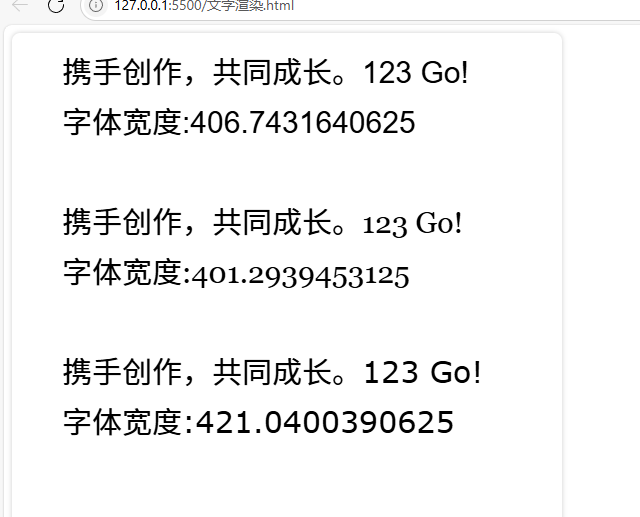 127.0.0.1:5500/文字渲染.html
携手创作，共同成长。123 Go!
字体宽度:406.7431640625
携手创作，共同成长。123 Go!
字体宽度:401.2939453125
携手创作，共同成长。123 Go!
字体宽度:421.0400390625